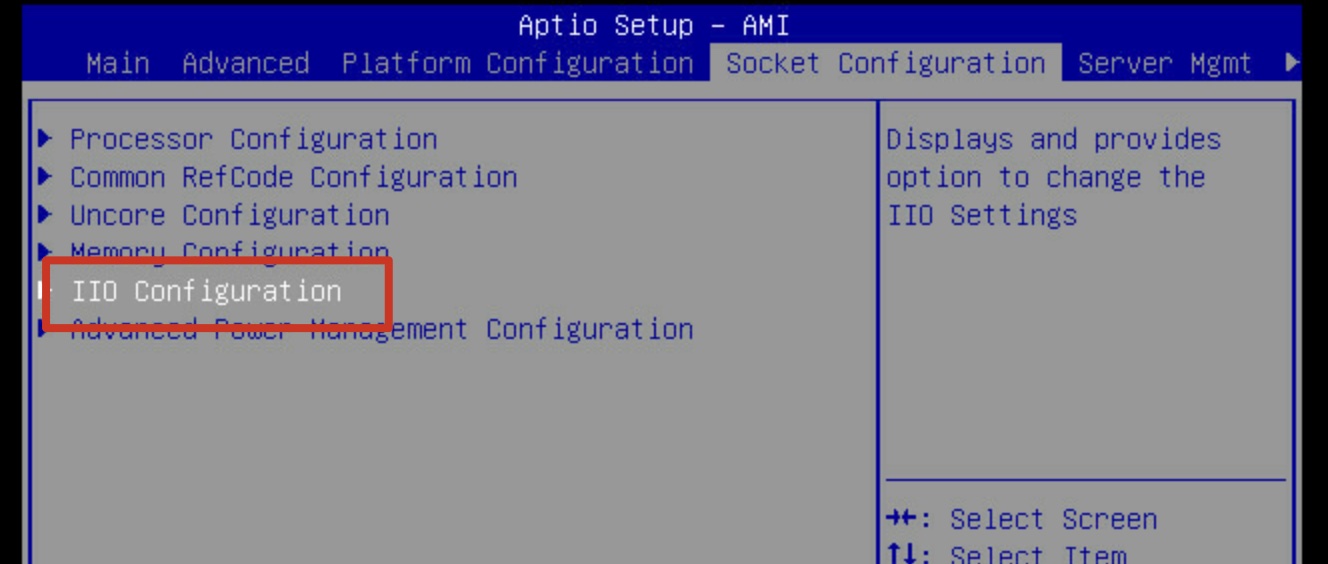 Aptio Setup – AMI
Main Advanced Platform Configuration Socket Configuration Server Mgmt
Processor Configuration
Common RefCode Configuration
Uncore Configuration
Memory Configuration
IIO Configuration
Advanced Power Management Configuration
Displays and provides
option to change the
IIO Settings
→←: Select Screen
↑↓: Select Item